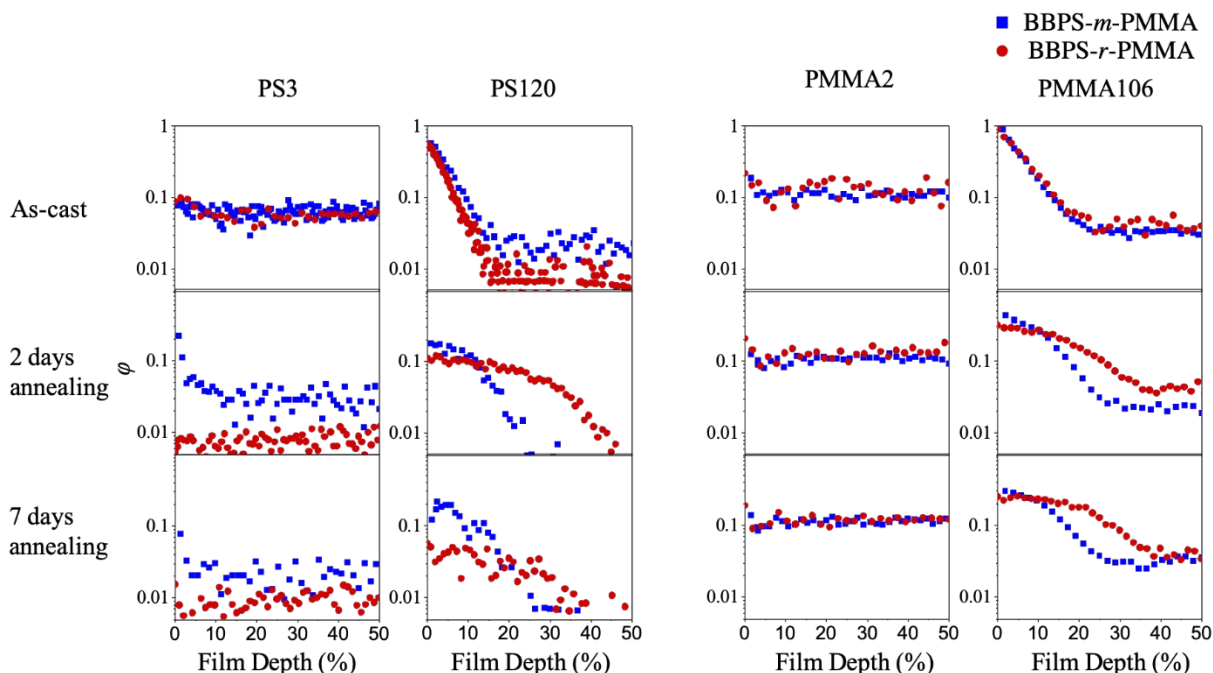 BBPS-m-PMMA
BBPS-r-PMMA
PS3
PS120
PMMA2
PMMA106
As-cast
1
0.1
0.01
1
0.1
0.01
1
0.1
0.01
1
0.1
0.01
2 days
annealing
φ
0.1
0.01
0.1
0.01
0.1
0.01
0.1
0.01
7 days
annealing
0.1
0.01
0.1
0.01
0.1
0.01
0.1
0.01
0 10 20 30 40 50
0 10 20 30 40 50
0 10 20 30 40 50
0 10 20 30 40 50
Film Depth (%)
Film Depth (%)
Film Depth (%)
Film Depth (%)